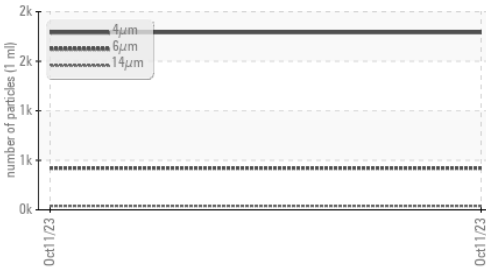 2k
2k
1k
1k
0k
number of particles (1 ml)
4µm
6µm
14µm
Oct11/23
Oct11/23